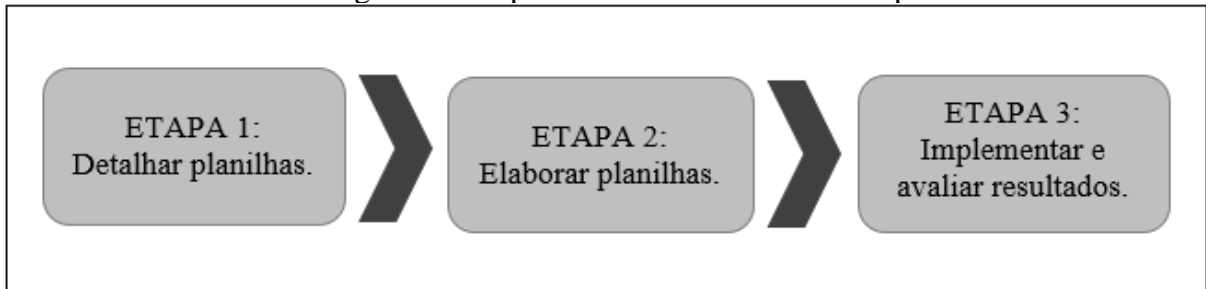 ETAPA 1:
Detalhar planilhas.
ETAPA 2:
Elaborar planilhas.
ETAPA 3:
Implementar e
avaliar resultados.